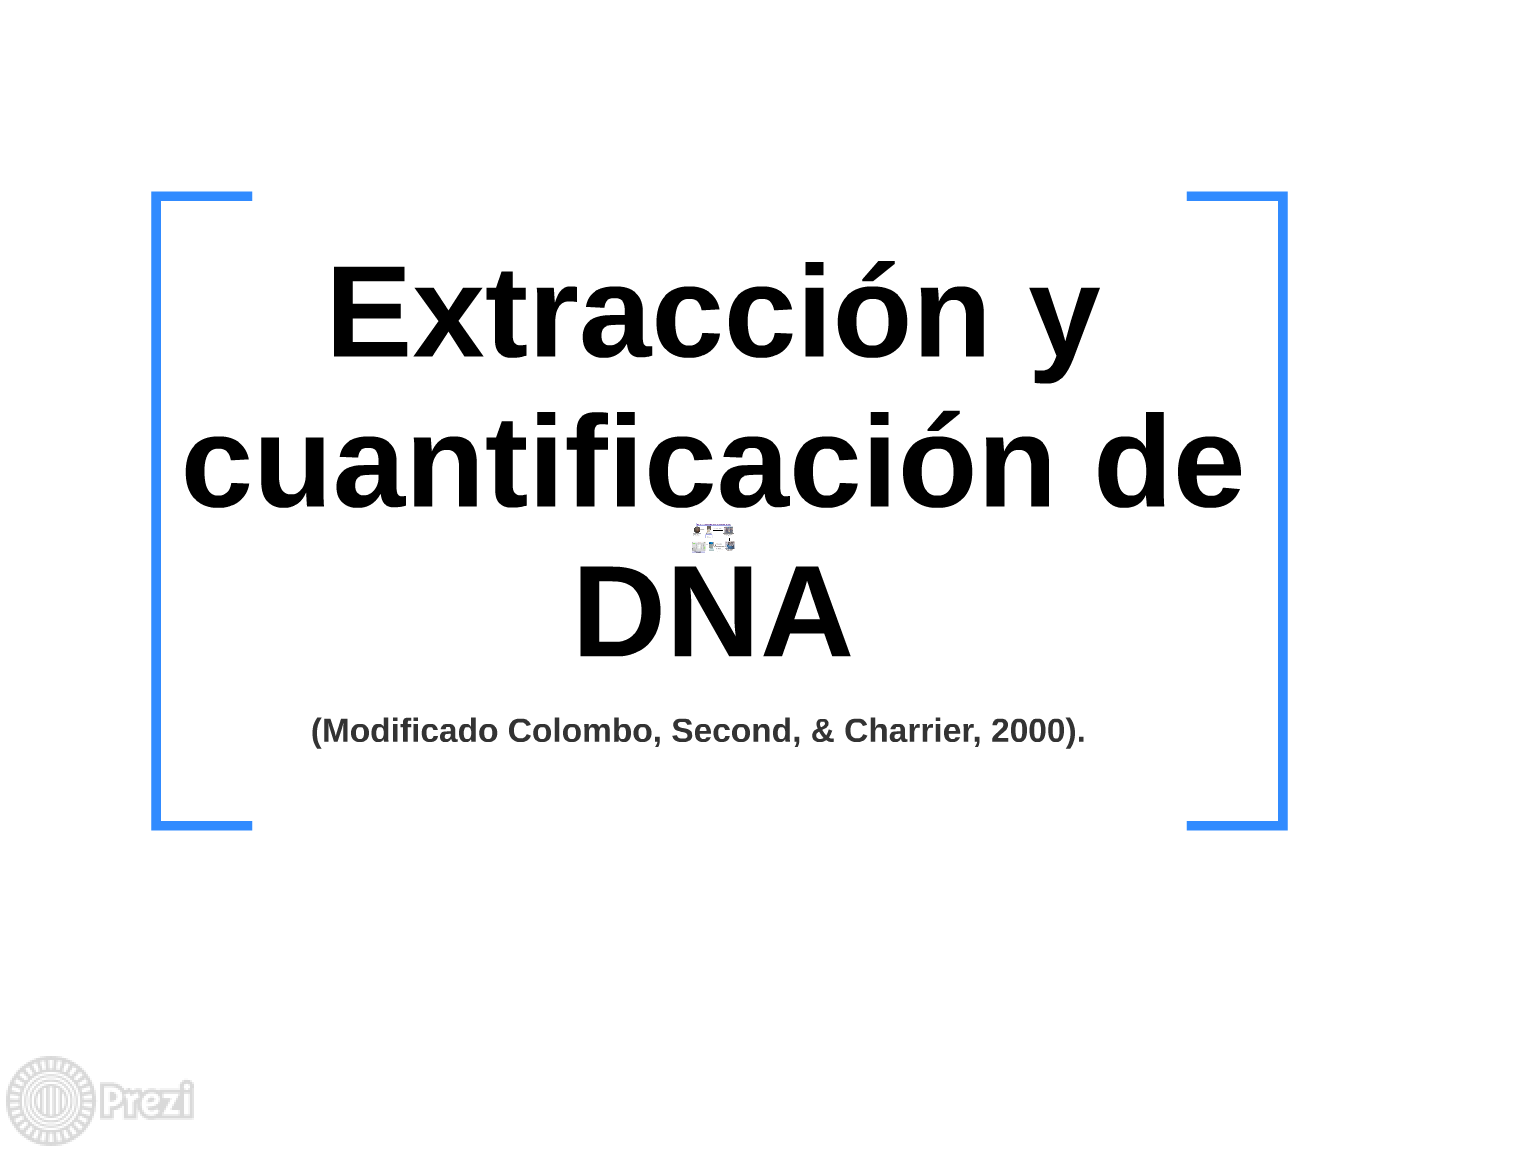 Extracción y
cuantificación de
DNA
(Modificado Colombo, Second, & Charrier, 2000).
Prezi